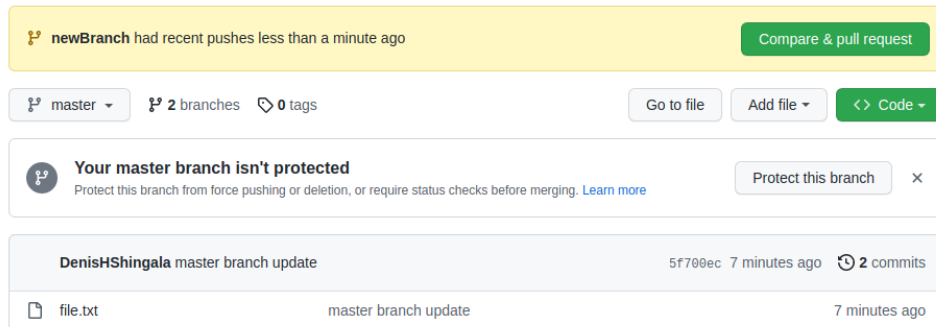 newBranch had recent pushes less than a minute ago
Compare & pull request
master
2 branches
0 tags
Go to file
Add file
Code
Your master branch isn't protected
Protect this branch from force pushing or deletion, or require status checks before merging. Learn more
Protect this branch
DenisHShingala master branch update
5f700ec 7 minutes ago
2 commits
file.txt
master branch update
7 minutes ago